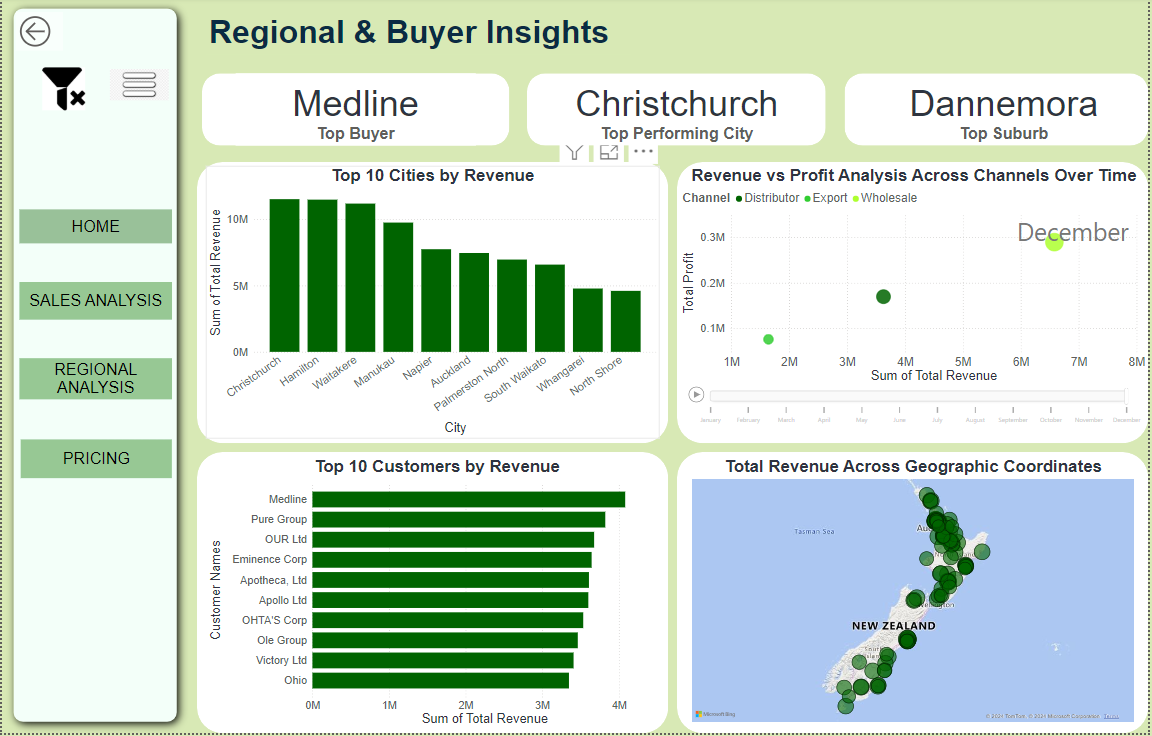 Regional & Buyer Insights
HOME
SALES ANALYSIS
REGIONAL
ANALYSIS
PRICING
Medline
Top Buyer
Christchurch
Top Performing City
Dannemora
Top Suburb
Top 10 Cities by Revenue
Sum of Total Revenue
10M
5M
0M
Christchurch
Hamilton
Waitakere
Manukau
Napier
Auckland
Palmerston North
South Waikato
Whangarei
North Shore
City
Revenue vs Profit Analysis Across Channels Over Time
Channel Distributor Export Wholesale
December
Total Profit
0.3M
0.2M
0.1M
1M 2M 3M 4M 5M 6M 7M 8M
Sum of Total Revenue
January February March April May June July August September October November December
Top 10 Customers by Revenue
Customer Names
Medline
Pure Group
OUR Ltd
Eminence Corp
Apotheca, Ltd
Apollo Ltd
OHTA'S Corp
Ole Group
Victory Ltd
Ohio
0M 1M 2M 3M 4M
Sum of Total Revenue
Total Revenue Across Geographic Coordinates
Tasman Sea
NEW ZEALAND
Microsoft Bing
© 2024 TomTom, © 2024 Microsoft Corporation Terms